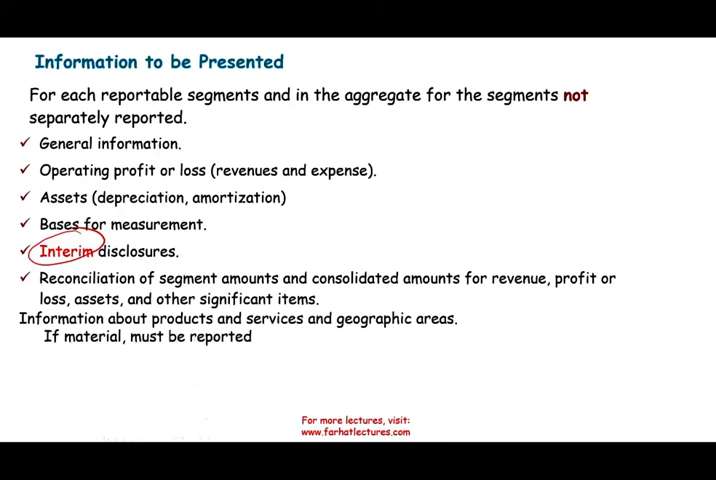 Information to be Presented
For each reportable segments and in the aggregate for the segments not
separately reported.
✓ General information.
✓ Operating profit or loss (revenues and expense).
✓ Assets (depreciation, amortization)
✓ Bases for measurement.
✓ Interim disclosures.
✓ Reconciliation of segment amounts and consolidated amounts for revenue, profit or
loss, assets, and other significant items.
Information about products and services and geographic areas.
If material, must be reported
For more lectures, visit:
www.farhatlectures.com